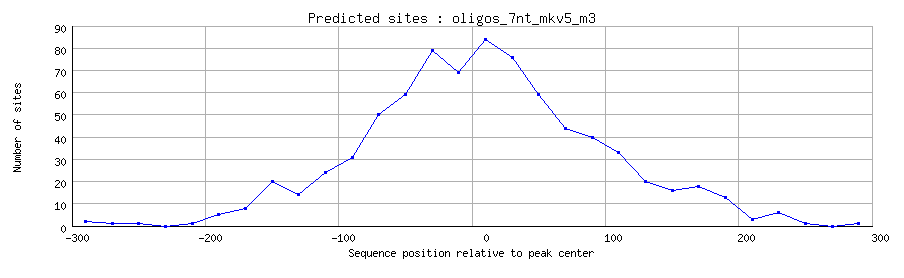 Predicted sites : oligos_7nt_mkv5_m3
90
80
70
60
50
40
30
20
10
0
Number of sites
-300 -200 -100 0 100 200 300
Sequence position relative to peak center